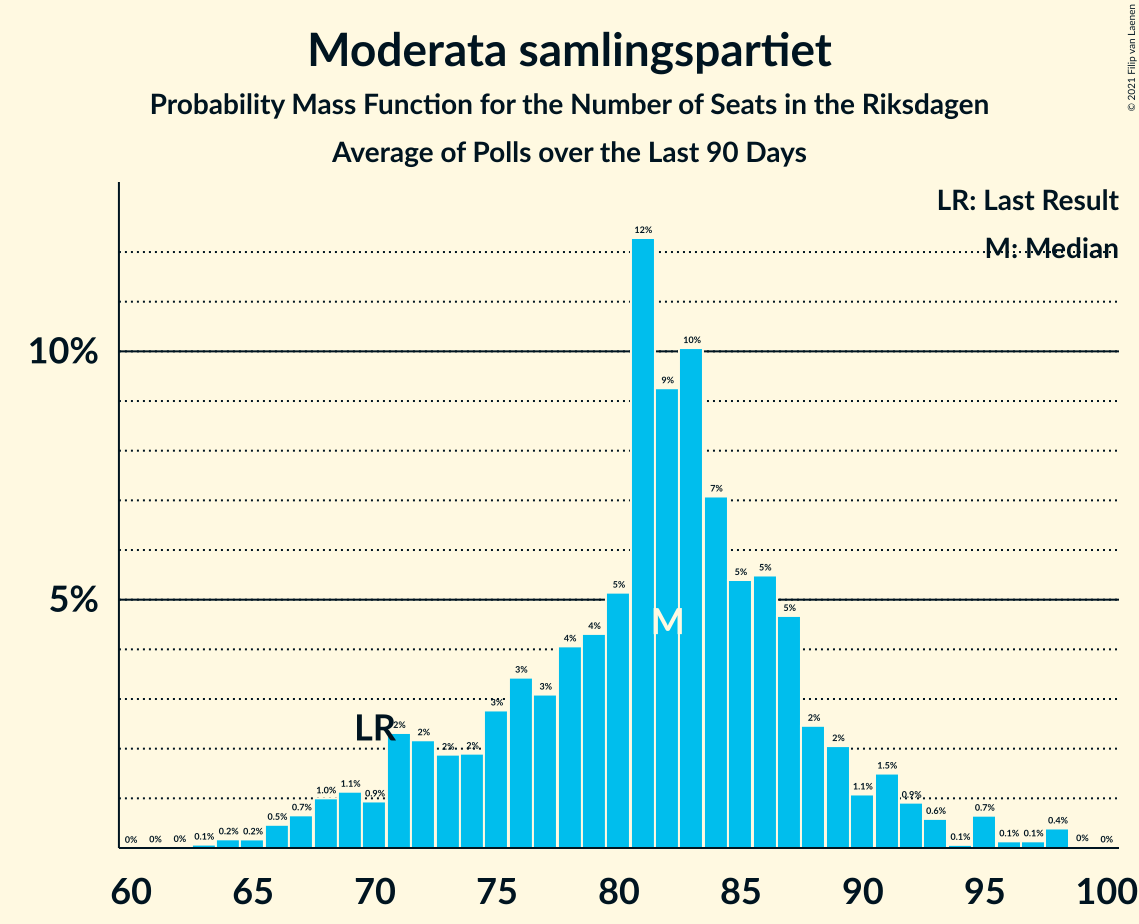 Moderata samlingspartiet
Probability Mass Function for the Number of Seats in the Riksdagen
Average of Polls over the Last 90 Days
© 2021 Filip van Laenen
LR: Last Result
M: Median
10%
5%
0% 0% 0% 0.1% 0.2% 0.2% 0.5% 0.7% 1.0% 1.1% 0.9% 2% 2% 2% 2% 3% 3% 3% 4% 4% 5% 12% 9% 10% 7% 5% 5% 5% 2% 2% 1.1% 1.5% 0.9% 0.6% 0.1% 0.7% 0.1% 0.1% 0.4% 0% 0%
LR
M
60 65 70 75 80 85 90 95 100